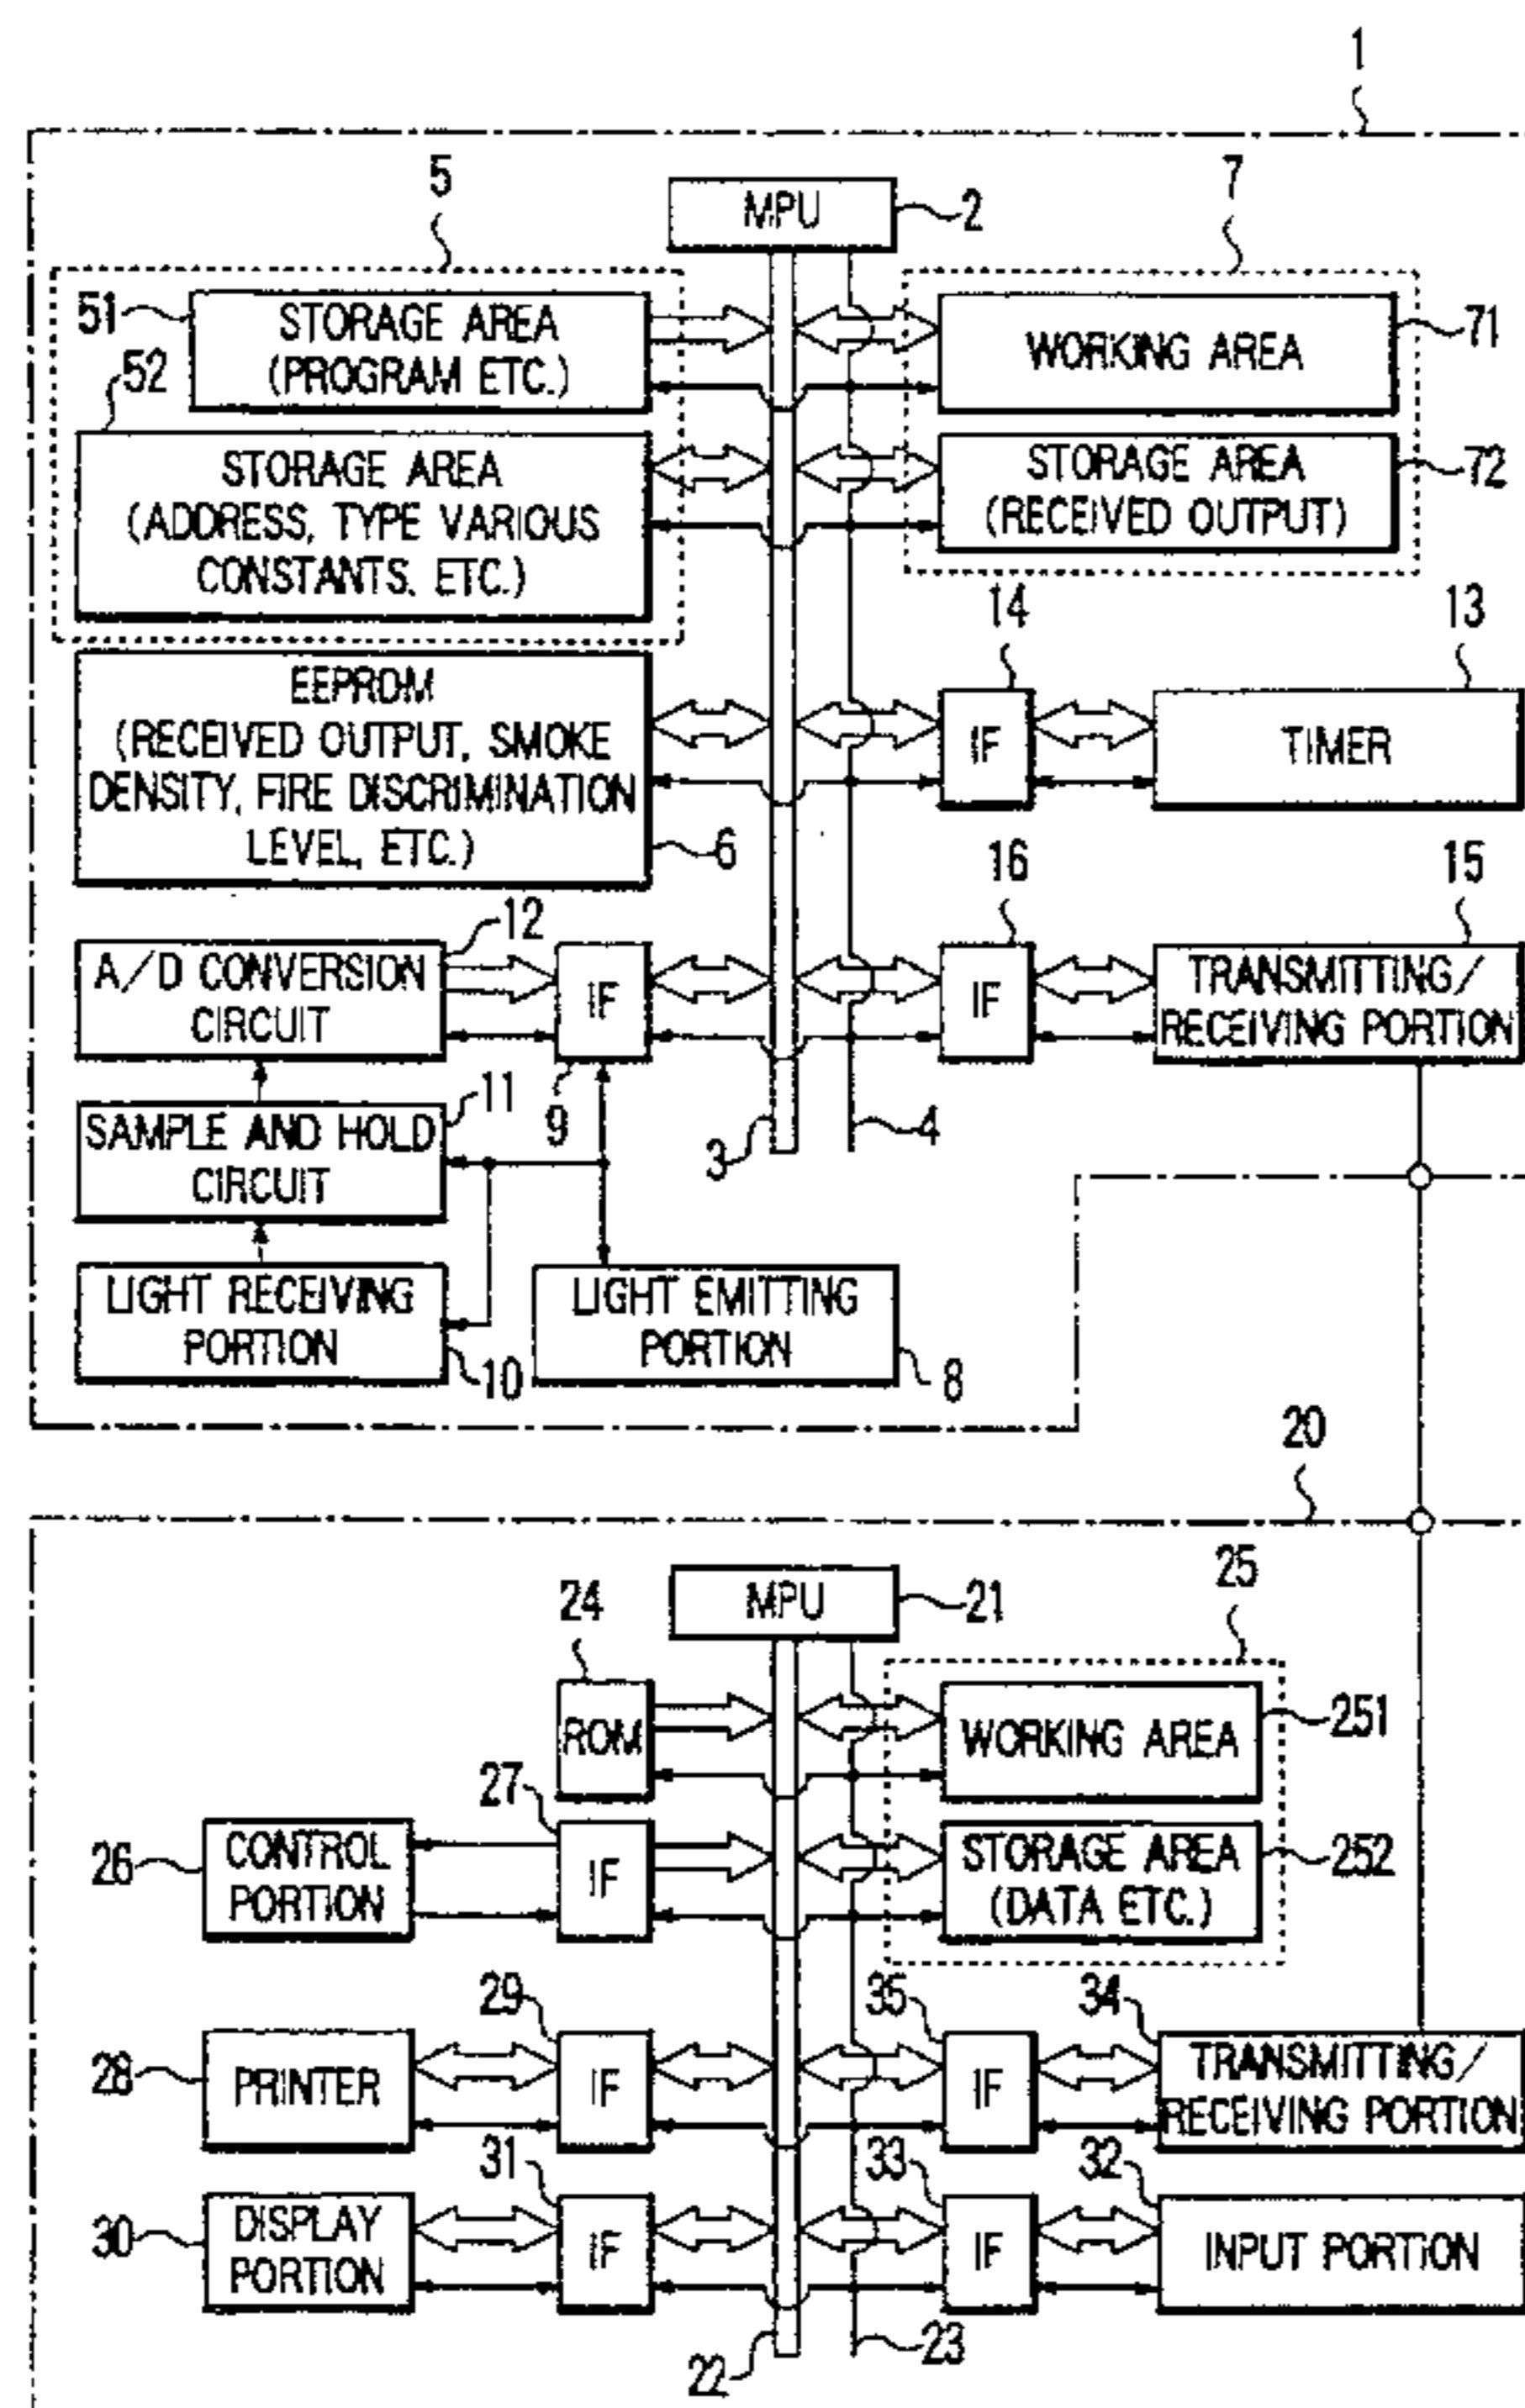 1
5
7
MPU
2
51
STORAGE AREA
(PROGRAM ETC.)
WORKING AREA
71
52
STORAGE AREA
(ADDRESS, TYPE VARIOUS
CONSTANTS, ETC.)
STORAGE AREA
(RECEIVED OUTPUT)
72
14
13
EEPROM
(RECEIVED OUTPUT, SMOKE
DENSITY, FIRE DISCRIMINATION
LEVEL, ETC.)
6
IF
TIMER
16
15
12
A/D CONVERSION
CIRCUIT
IF
9
IF
TRANSMITTING/
RECEIVING PORTION
11
SAMPLE AND HOLD
CIRCUIT
3
4
LIGHT RECEIVING
PORTION
10
LIGHT EMITTING
PORTION
8
20
MPU
21
25
24
ROM
WORKING AREA
251
27
26
CONTROL
PORTION
IF
STORAGE AREA
(DATA ETC.)
252
29
35
34
28
PRINTER
IF
IF
TRANSMITTING/
RECEIVING PORTION
31
33
32
30
DISPLAY
PORTION
IF
IF
INPUT PORTION
22
23